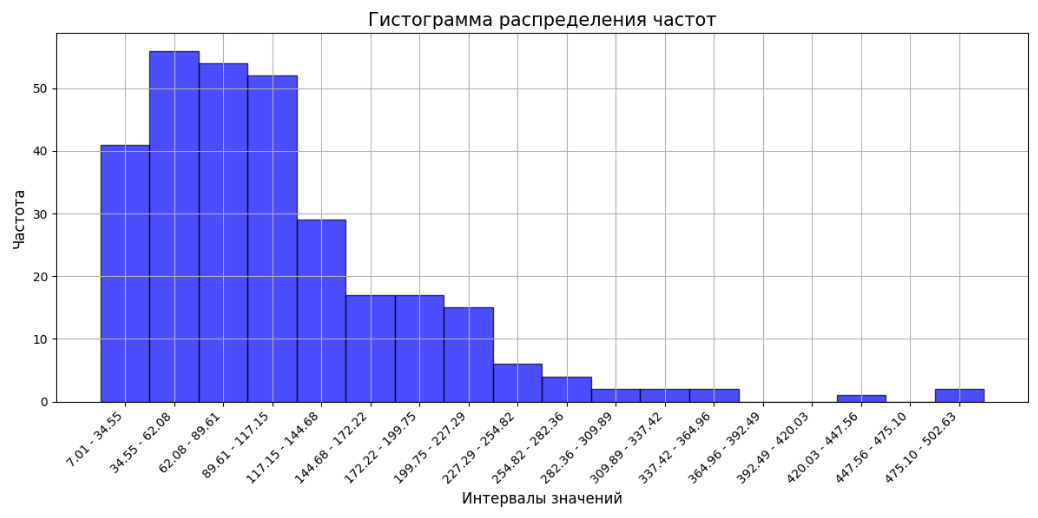 Гистограмма распределения частот
Частота
50
40
30
20
10
0
7.01 - 34.55
34.55 - 62.08
62.08 - 89.61
89.61 - 117.15
117.15 - 144.68
144.68 - 172.22
172.22 - 199.75
199.75 - 227.29
227.29 - 254.82
254.82 - 282.36
282.36 - 309.89
309.89 - 337.42
337.42 - 364.96
364.96 - 392.49
392.49 - 420.03
420.03 - 447.56
447.56 - 475.10
475.10 - 502.63
Интервалы значений